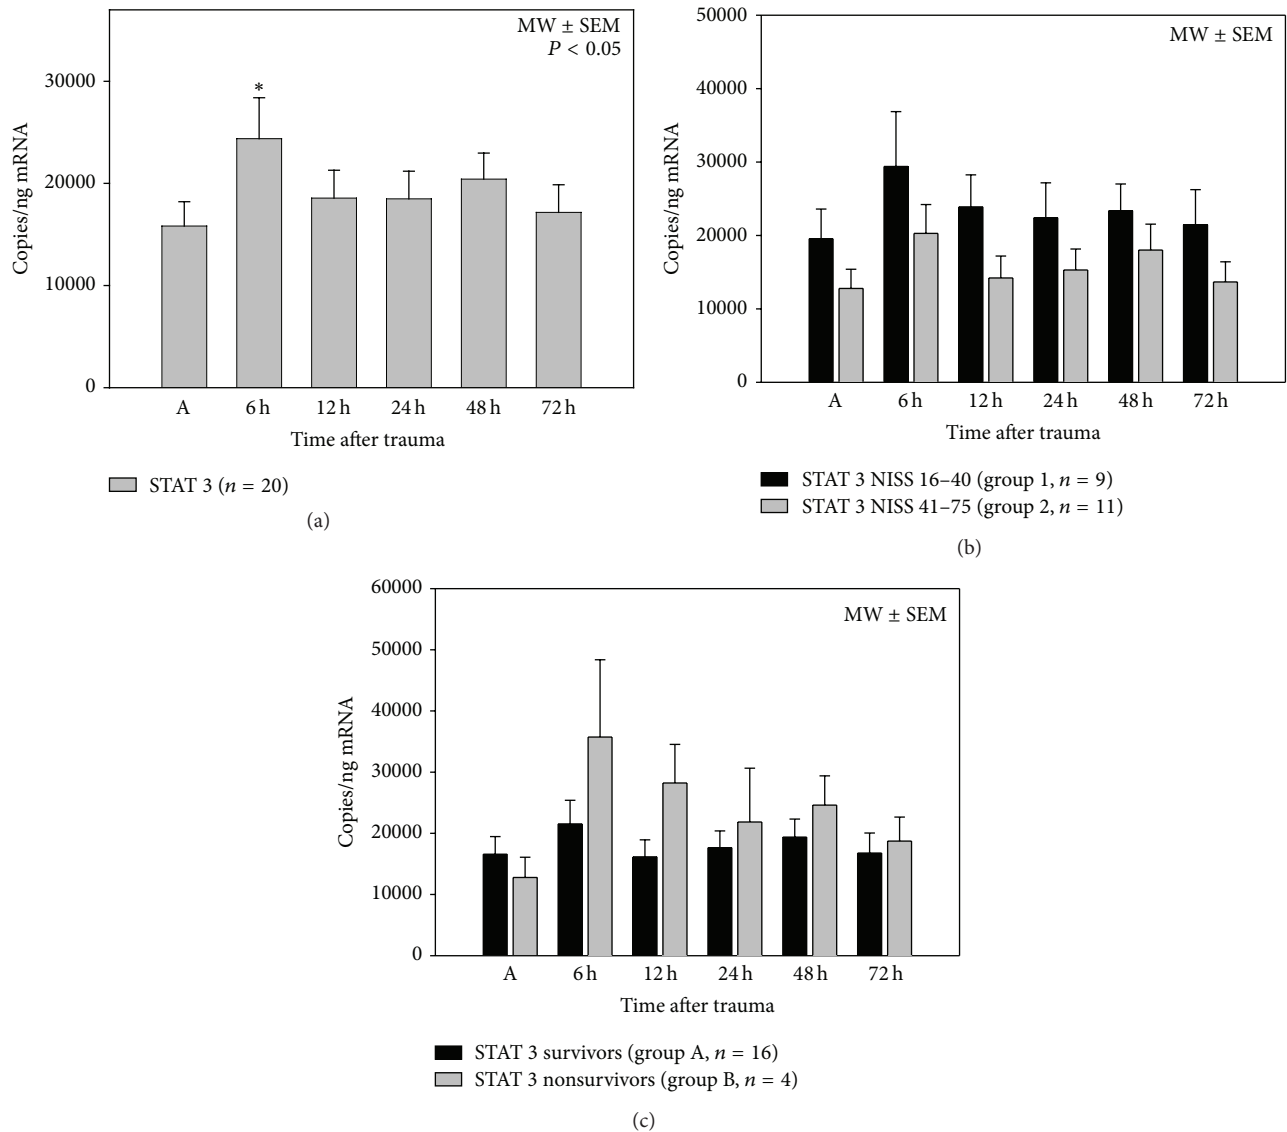 MW ± SEM
P < 0.05
30000
20000
10000
0
Copies/ng mRNA
*
A 6 h 12 h 24 h 48 h 72 h
Time after trauma
STAT 3 (n = 20)
(a)
MW ± SEM
50000
40000
30000
20000
10000
0
Copies/ng mRNA
A 6 h 12 h 24 h 48 h 72 h
Time after trauma
STAT 3 NISS 16–40 (group 1, n = 9)
STAT 3 NISS 41–75 (group 2, n = 11)
(b)
MW ± SEM
60000
50000
40000
30000
20000
10000
0
Copies/ng mRNA
A 6 h 12 h 24 h 48 h 72 h
Time after trauma
STAT 3 survivors (group A, n = 16)
STAT 3 nonsurvivors (group B, n = 4)
(c)